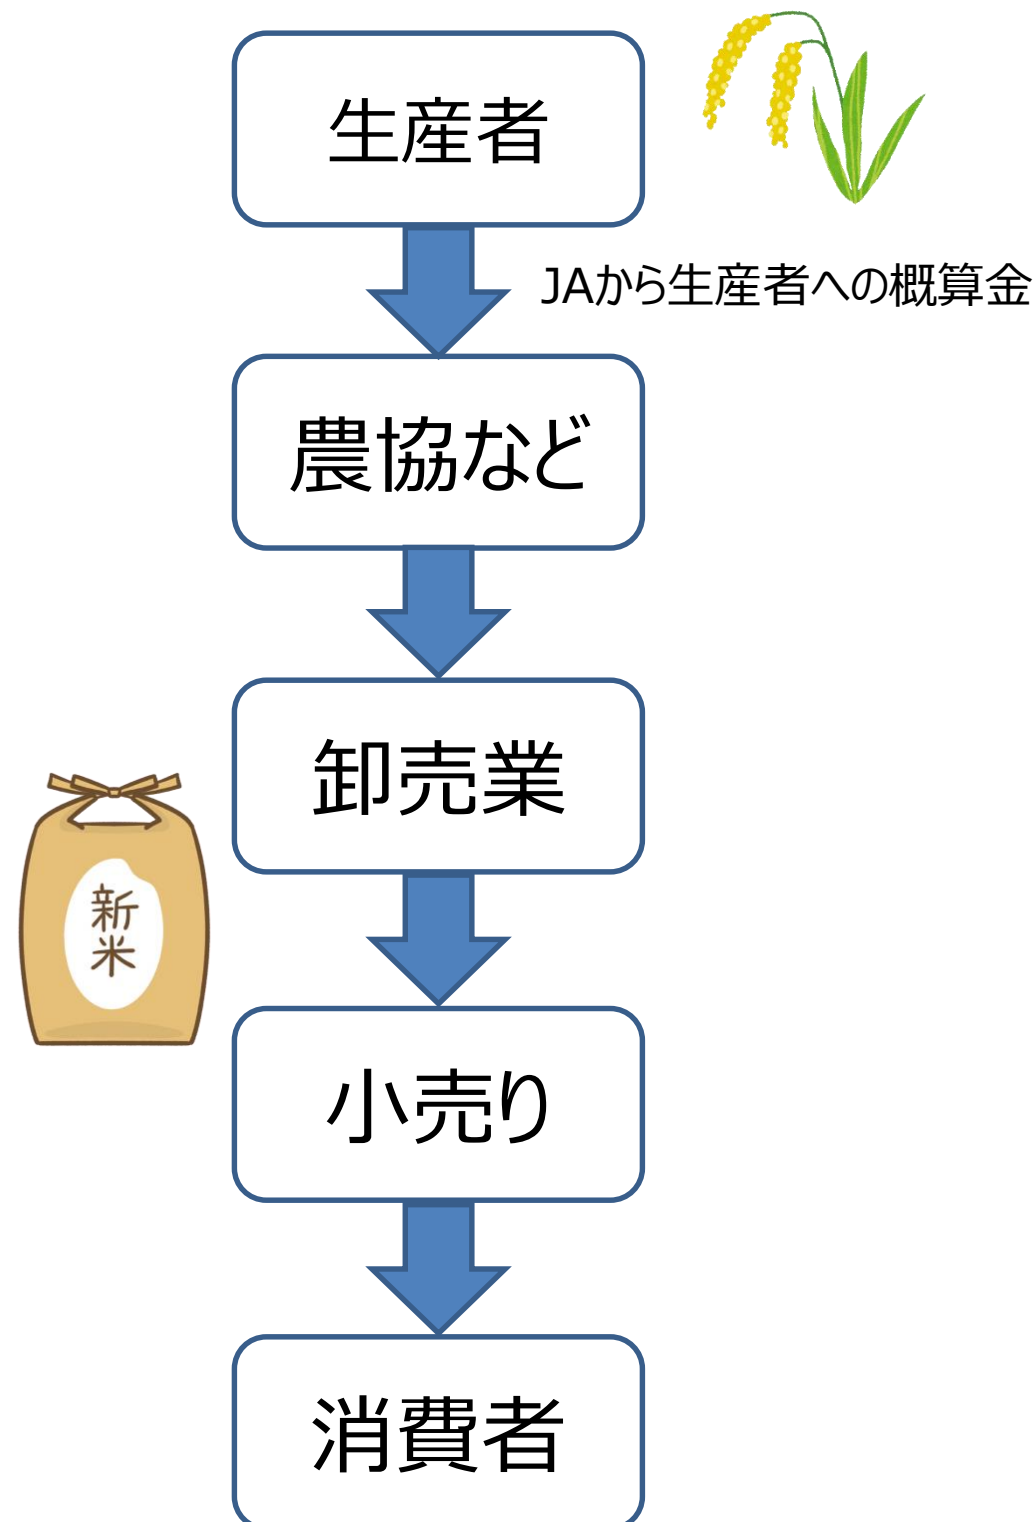 生産者
JAから生産者への概算金
農協など
卸売業
新
米
小売り
消費者